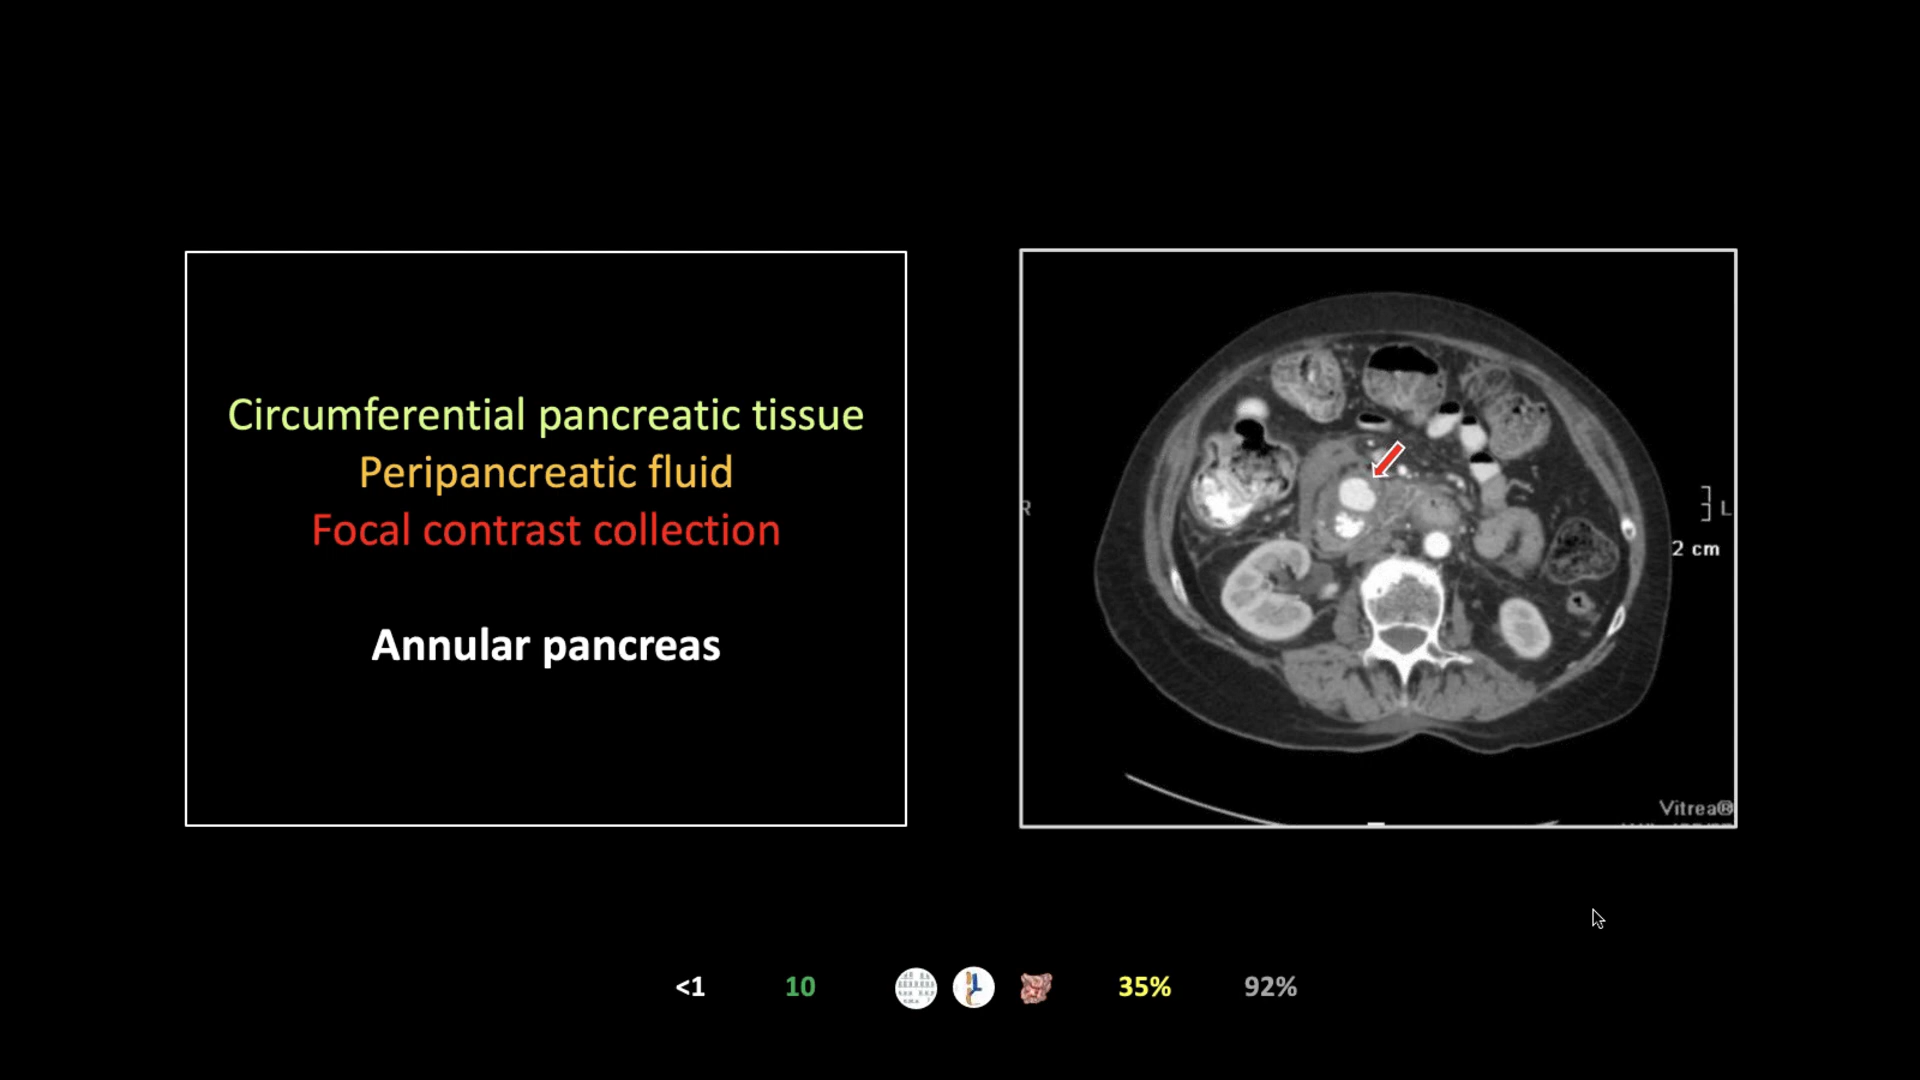 Circumferential pancreatic tissue
Peripancreatic fluid
Focal contrast collection
Annular pancreas
R
L
2 cm
Vitrea®
<1 10 35% 92%